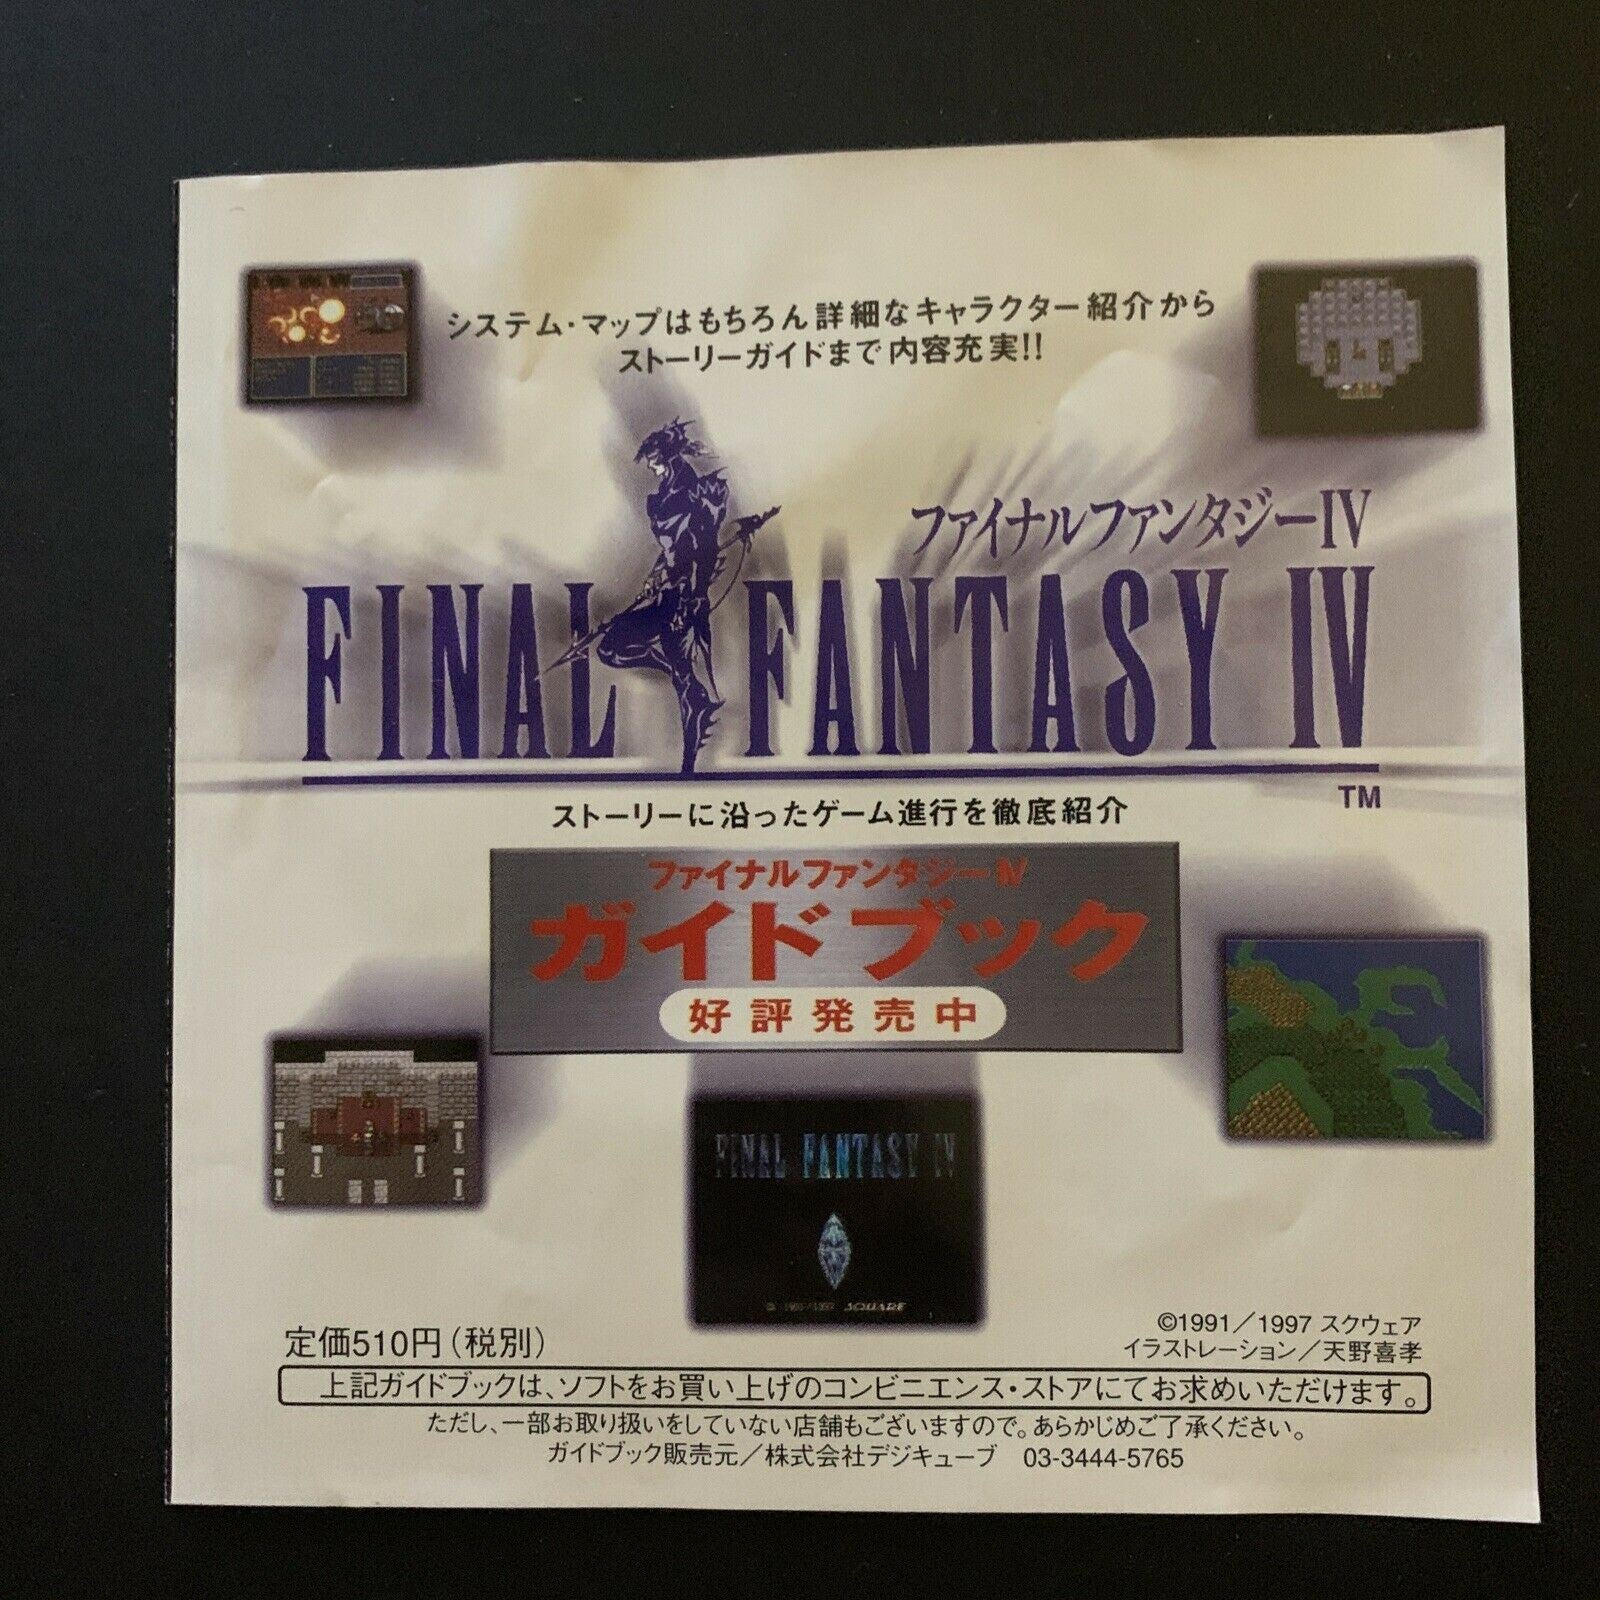 システム・マップはもちろん詳細なキャラクター紹介から
ストーリーガイドまで内容充実!!
ファイナルファンタジーIV
FINAL FANTASY IV
TM
ストーリーに沿ったゲーム進行を徹底紹介
ファイナルファンタジーIV
ガイドブック
好評発売中
FINAL FANTASY IV
© 1991/1997 SQUARE
©1991／1997 スクウェア
イラストレーション／天野喜孝
定価510円（税別）
上記ガイドブックは、ソフトをお買い上げのコンビニエンス・ストアにてお求めいただけます。
ただし、一部お取り扱いをしていない店舗もございますので。あらかじめご了承ください。
ガイドブック販売元／株式会社デジキューブ 03-3444-5765